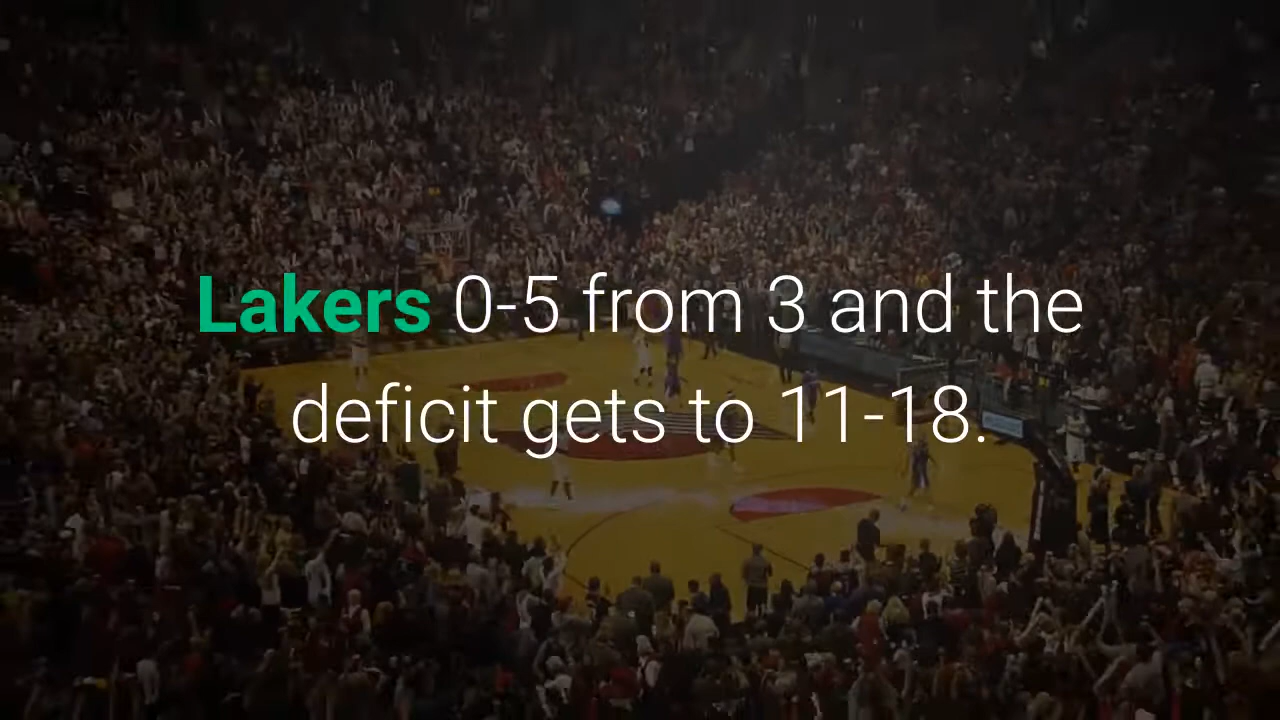 Lakers 0-5 from 3 and the
deficit gets to 11-18.